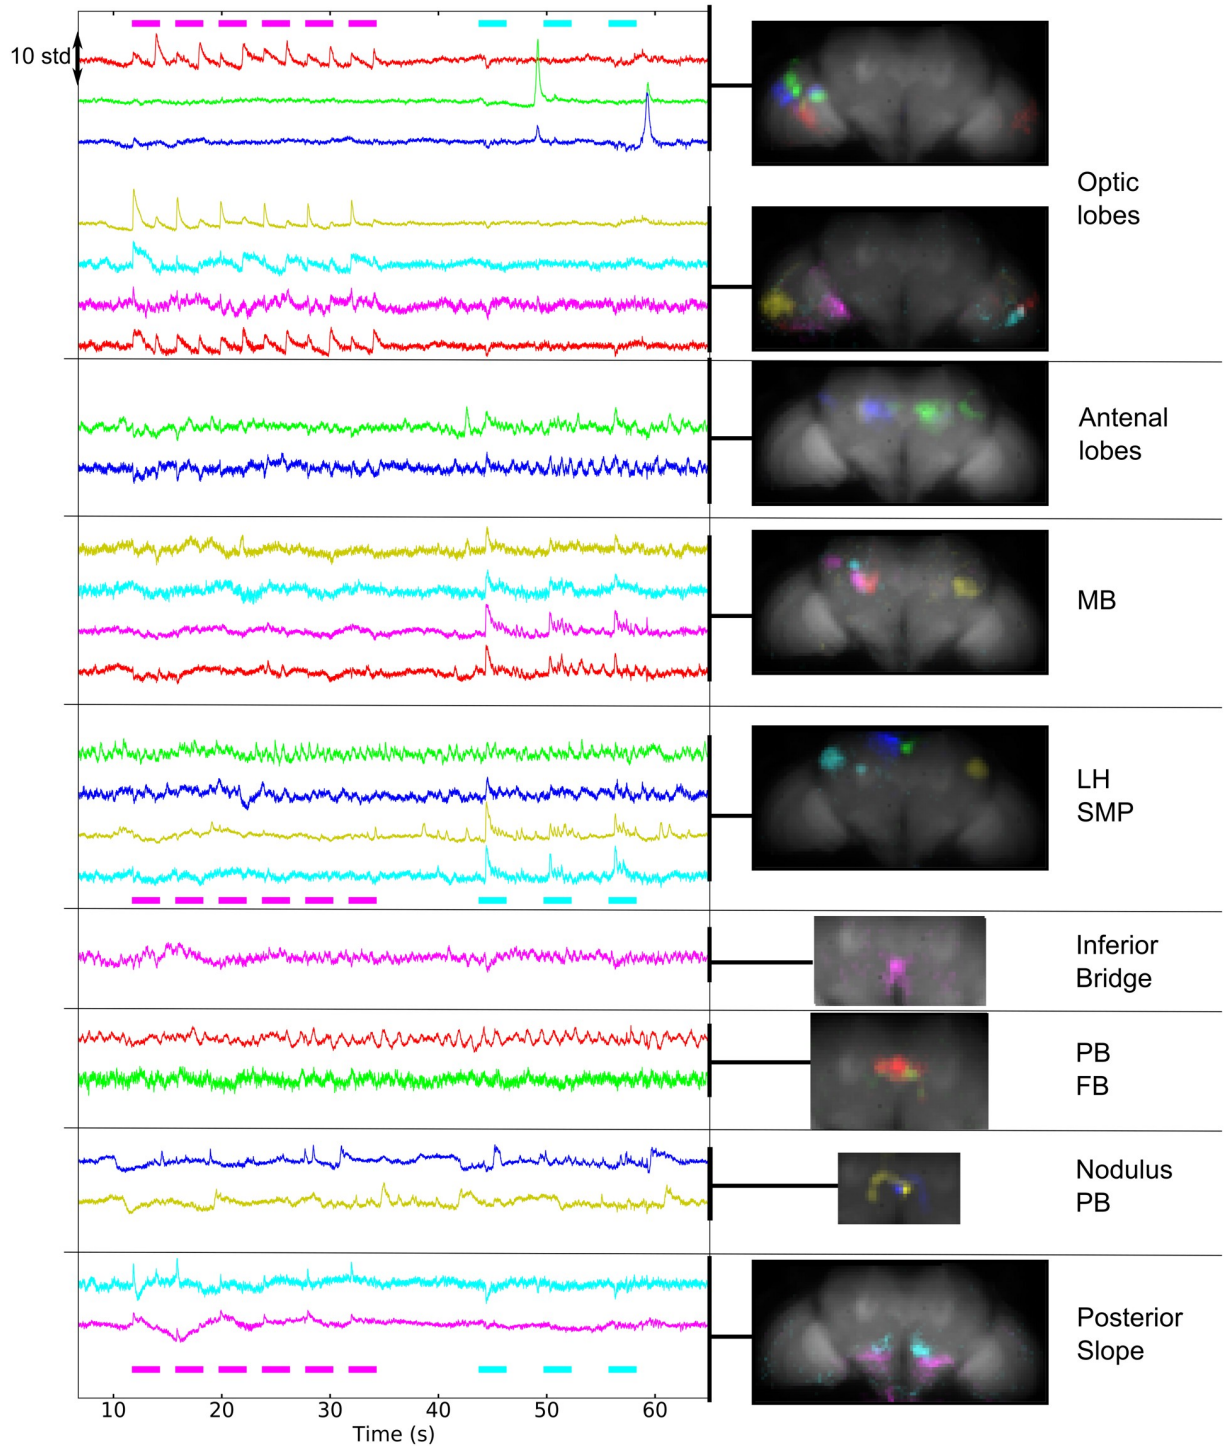 10 std
Optic
lobes
Antenal
lobes
MB
LH
SMP
Inferior
Bridge
PB
FB
Nodulus
PB
Posterior
Slope
10 20 30 40 50 60
Time (s)